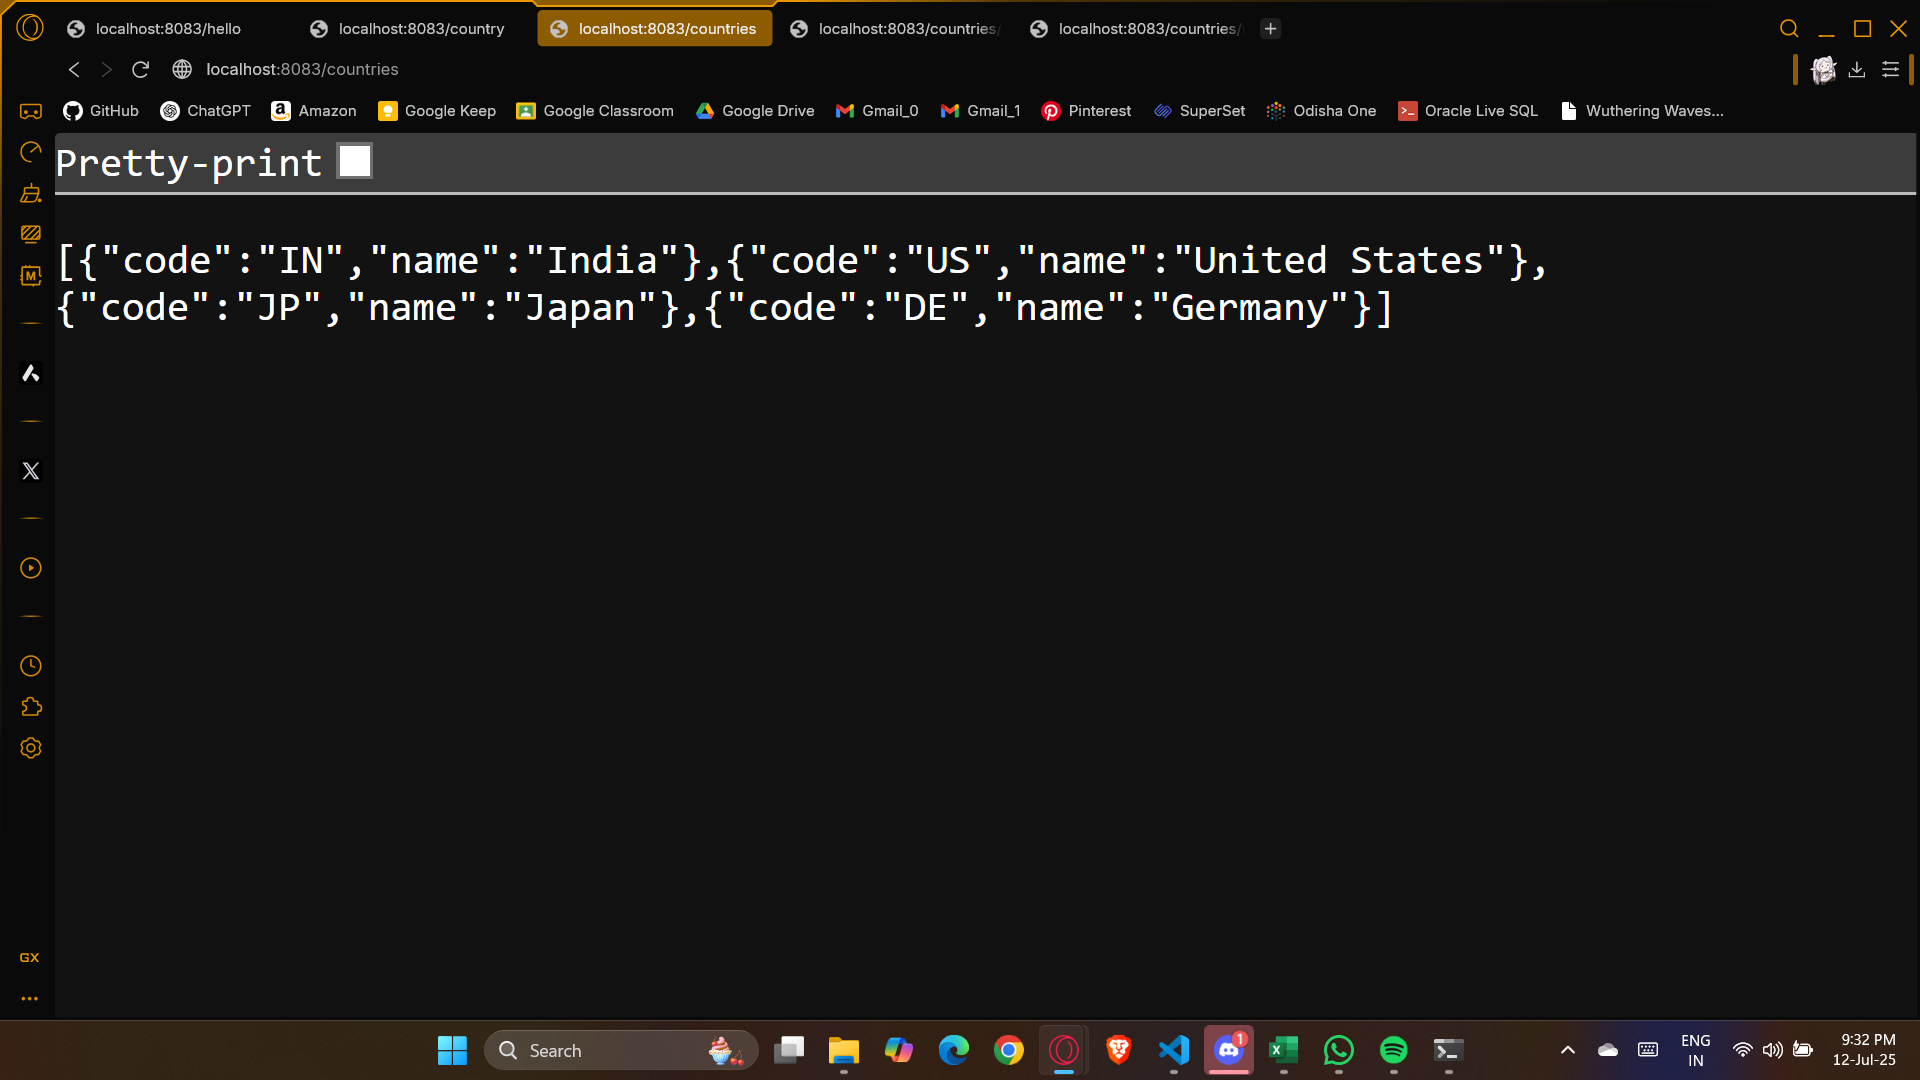 localhost:8083/hello
localhost:8083/country
localhost:8083/countries
localhost:8083/countries/
localhost:8083/countries/
localhost:8083/countries
GitHub
ChatGPT
Amazon
Google Keep
Google Classroom
Google Drive
Gmail_0
Gmail_1
Pinterest
SuperSet
Odisha One
Oracle Live SQL
Wuthering Waves...
Pretty-print
[{"code":"IN","name":"India"},{"code":"US","name":"United States"},
{"code":"JP","name":"Japan"},{"code":"DE","name":"Germany"}]
M
GX
Search
1
ENG
IN
9:32 PM
12-Jul-25